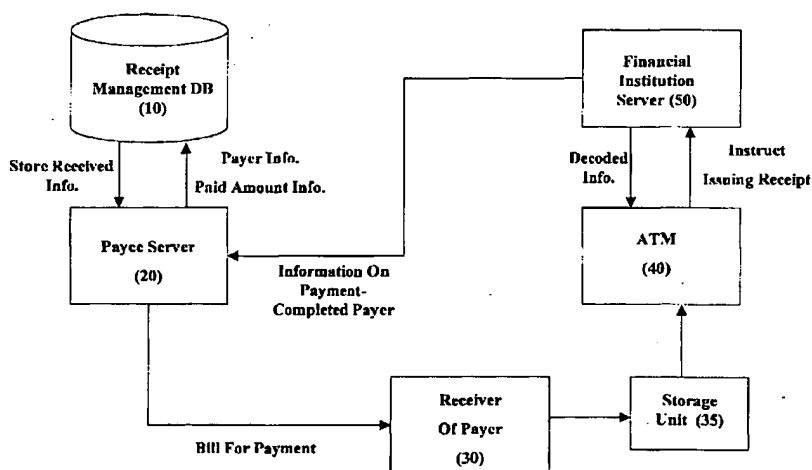 Receipt
Management DB
(10)
Financial
Institution
Server (50)
Store Received
Info.
Payer Info.
Paid Amount Info.
Decoded
Info.
Instruct
Issuing Receipt
Payee Server
(20)
ATM
(40)
Information On
Payment-
Completed Payer
Bill For Payment
Receiver
Of Payer
(30)
Storage
Unit (35)